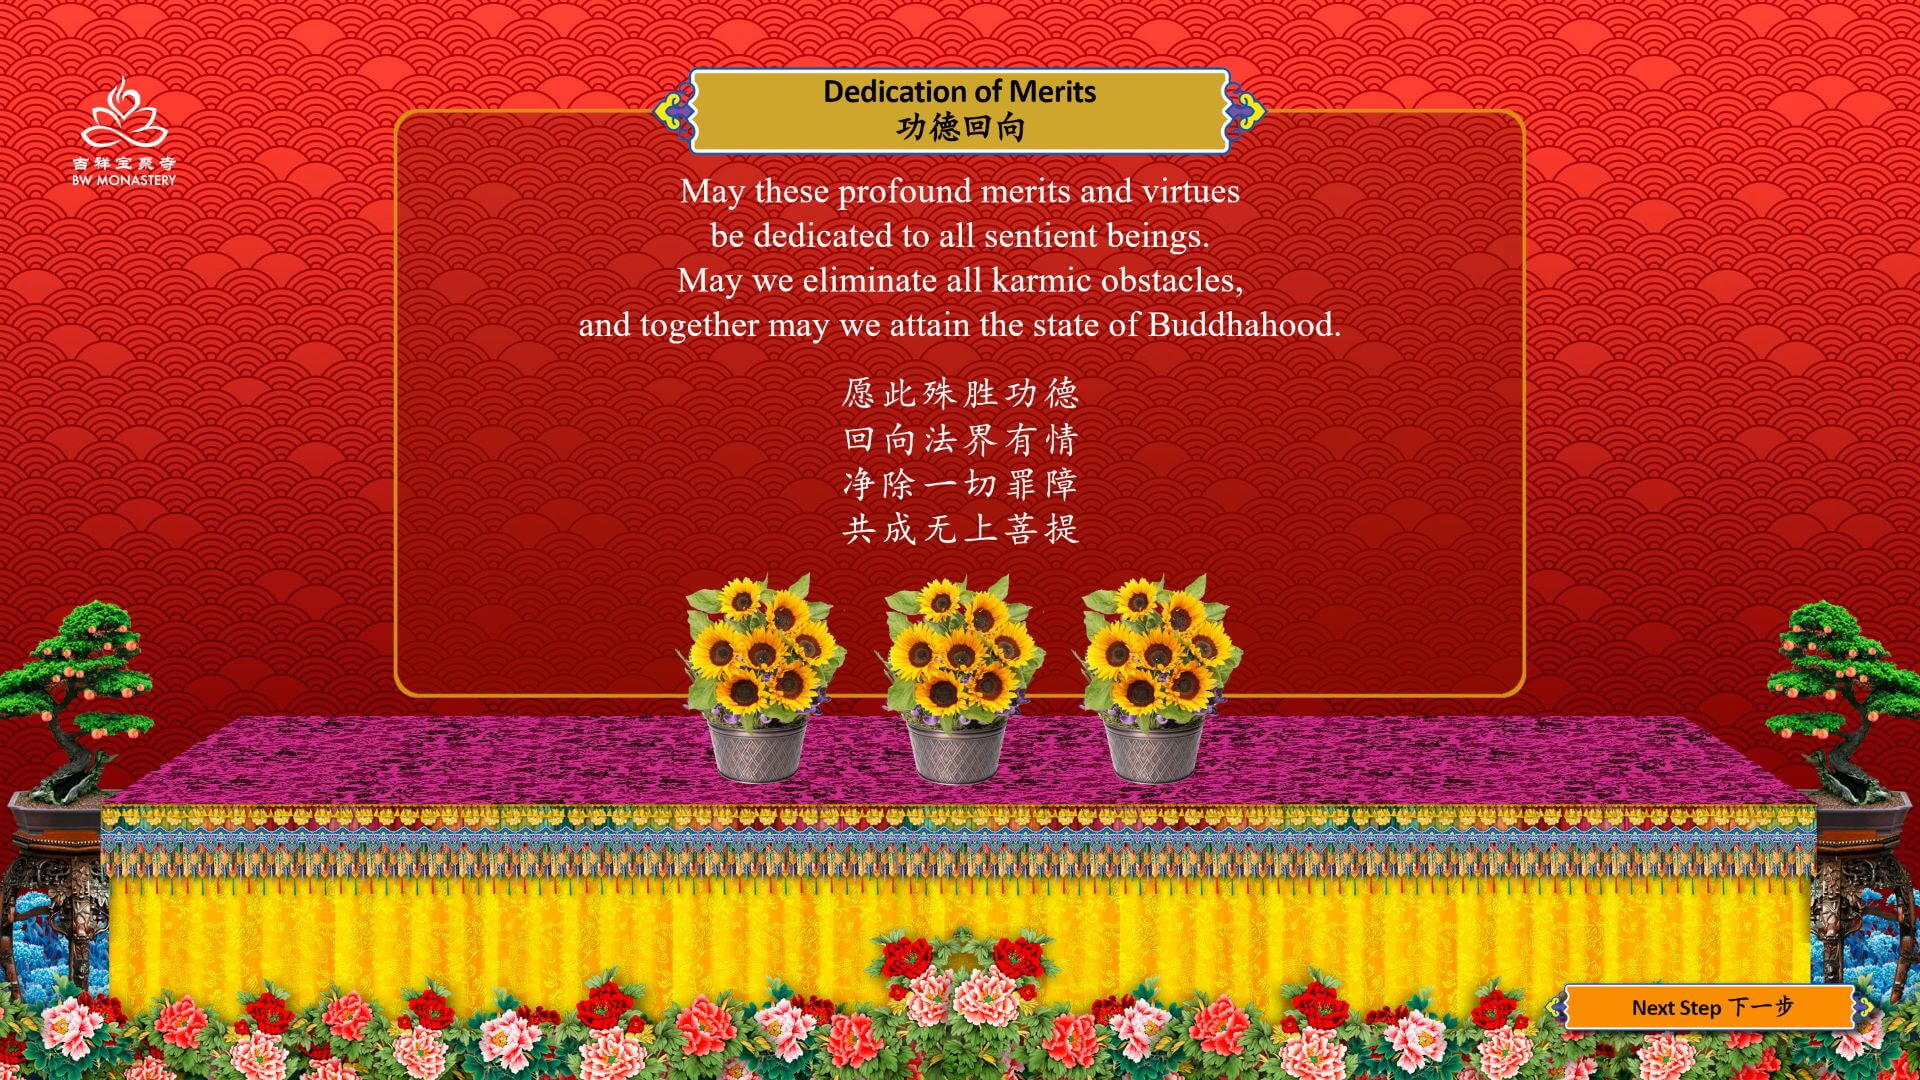 吉祥宝聚寺
BW MONASTERY
Dedication of Merits
功德回向
May these profound merits and virtues
be dedicated to all sentient beings.
May we eliminate all karmic obstacles,
and together may we attain the state of Buddhahood.
愿此殊胜功德
回向法界有情
净除一切罪障
共成无上菩提
Next Step 下一步